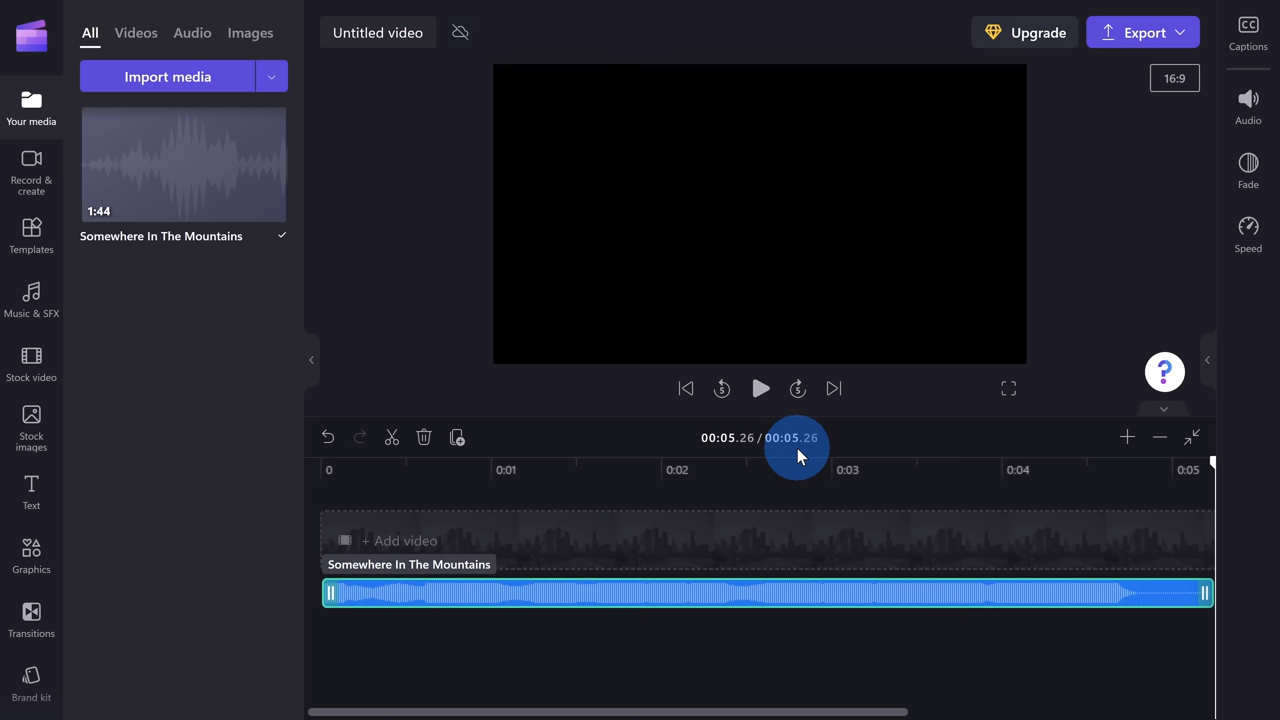 All Videos Audio Images
Untitled video
Upgrade
Export
CC
Captions
Import media
16:9
Your media
1:44
Somewhere In The Mountains
Audio
Record &
create
Fade
Templates
Speed
Music & SFX
Stock video
?
5
5
Stock
images
00:05.26 / 00:05.26
0 0:01 0:02 0:03 0:04 0:05
Text
+ Add video
Somewhere In The Mountains
Graphics
Transitions
Brand kit